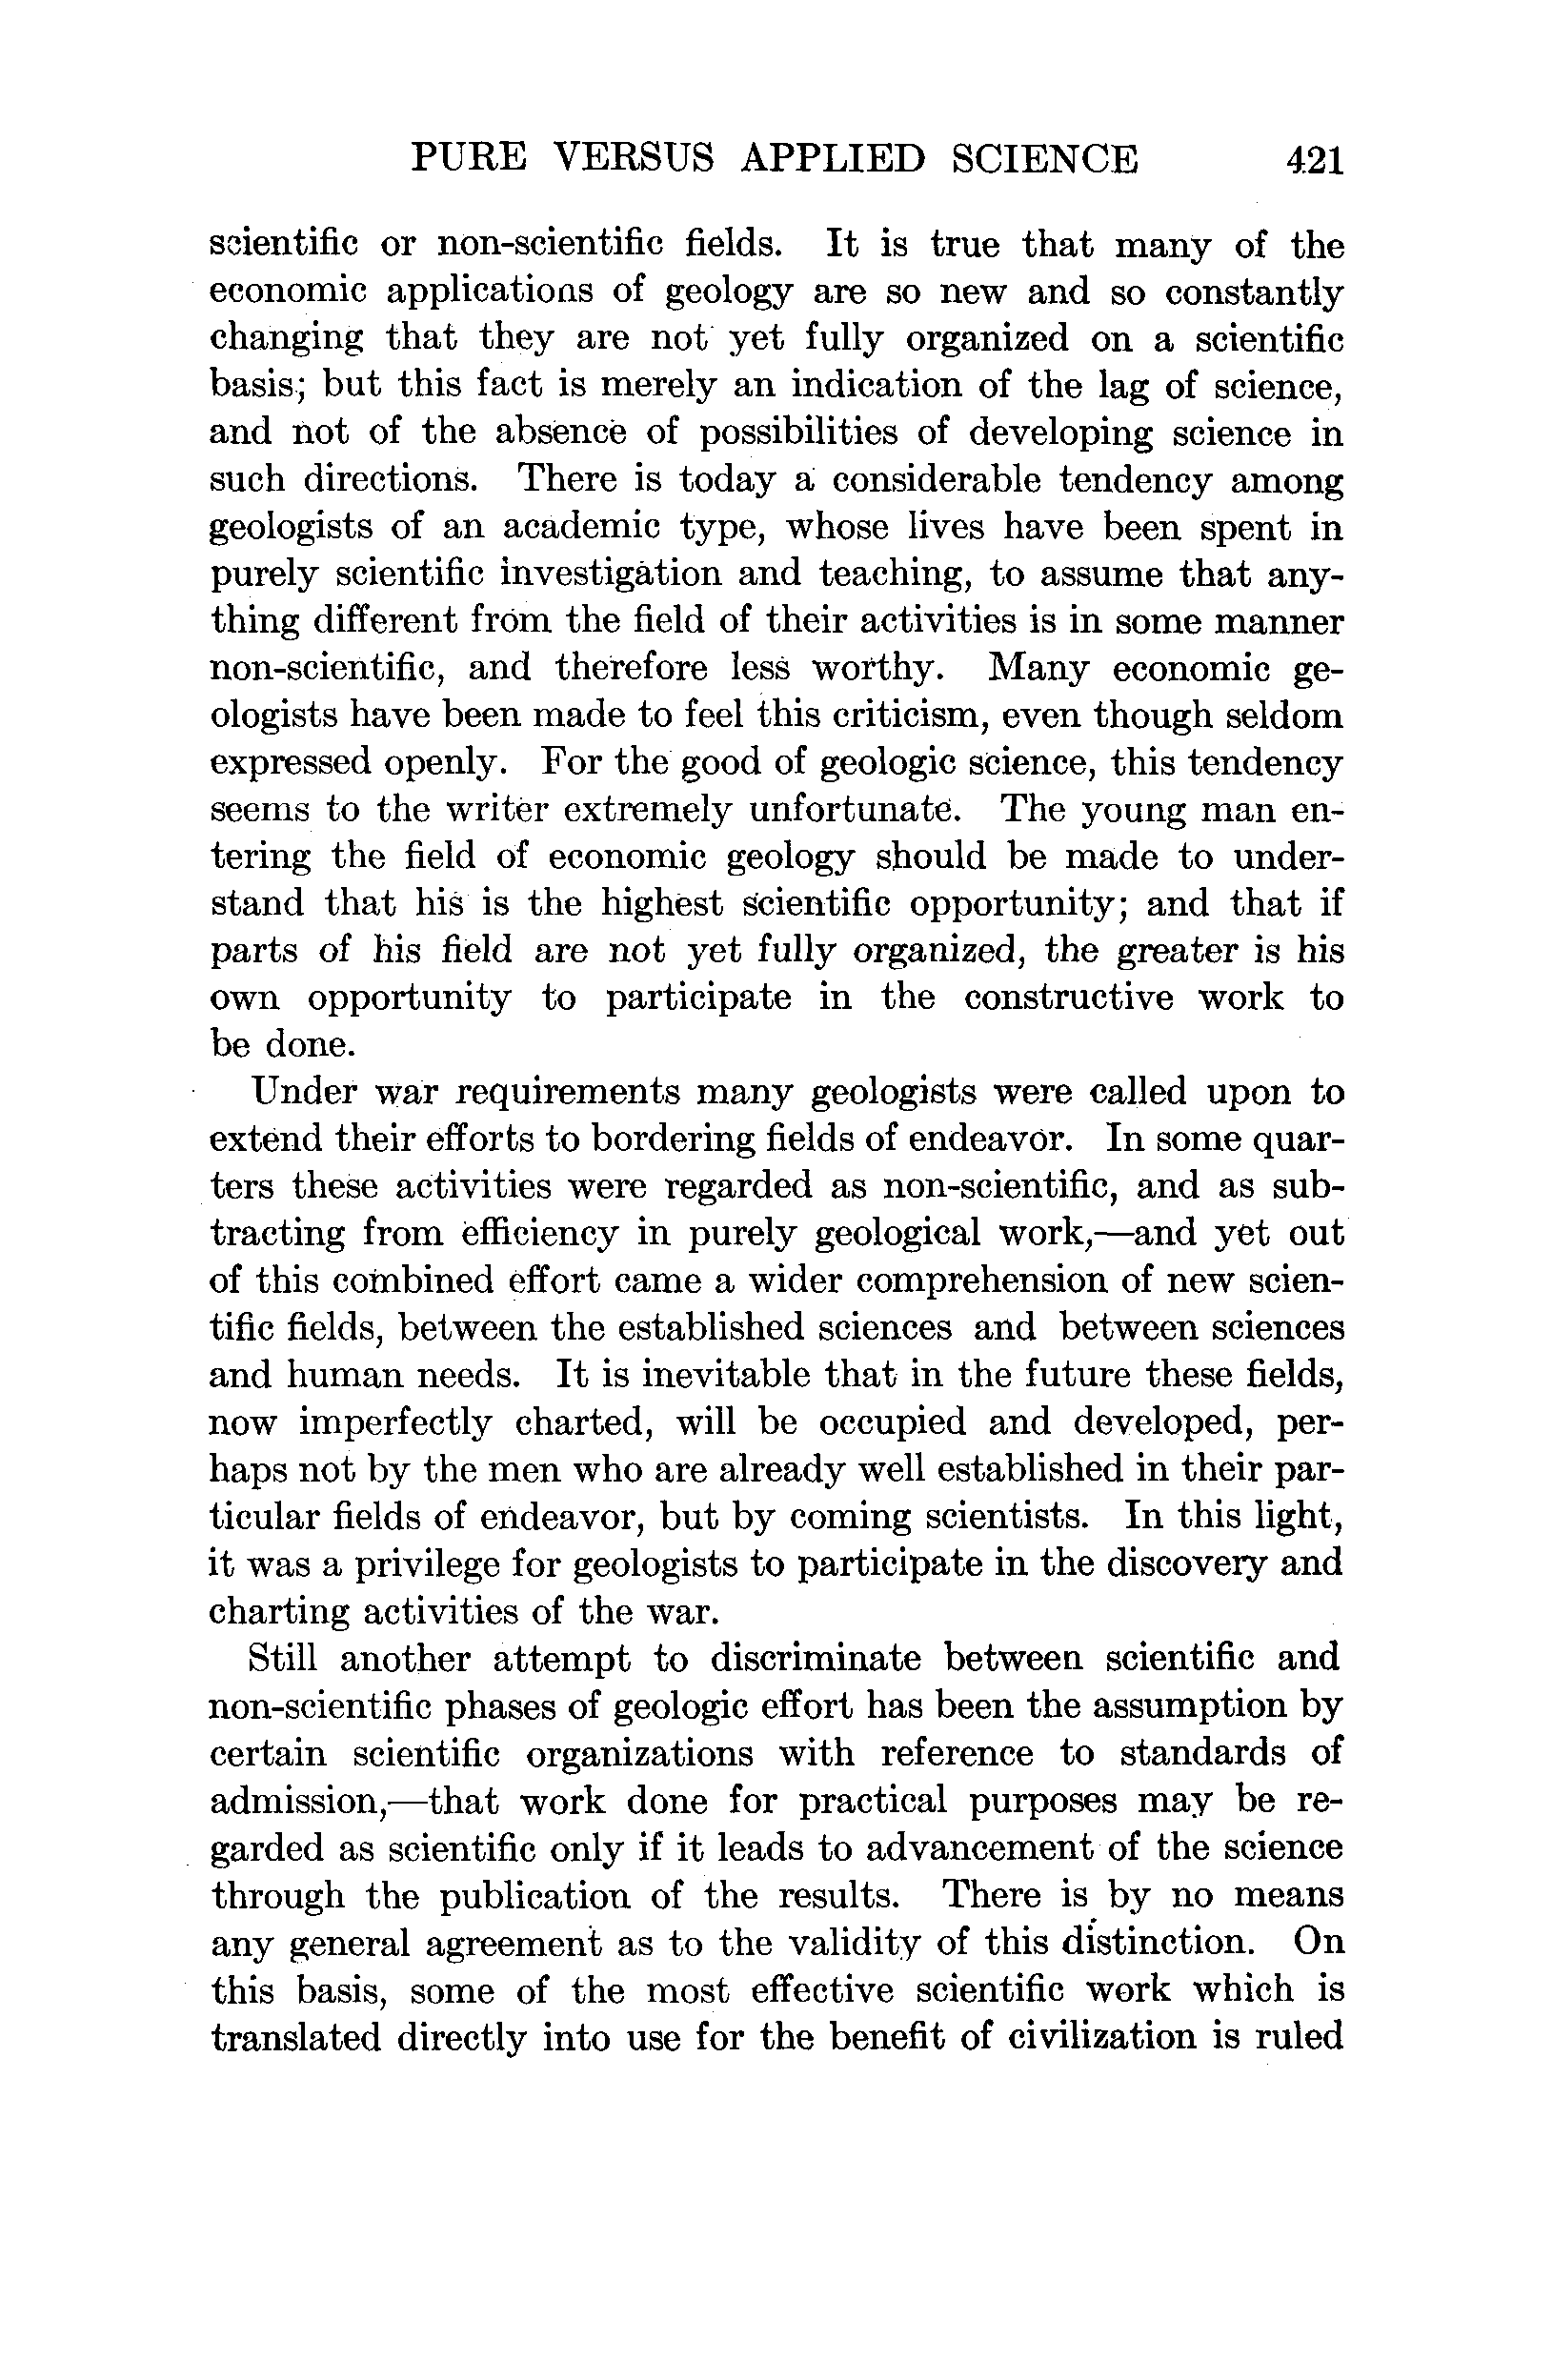 PURE VERSUS APPLIED SCIENCE 421
scientific or non-scientific fields. It is true that many of the
economic applications of geology are so new and so constantly
changing that they are not yet fully organized on a scientific
basis; but this fact is merely an indication of the lag of science,
and not of the absence of possibilities of developing science in
such directions. There is today a considerable tendency among
geologists of an academic type, whose lives have been spent in
purely scientific investigation and teaching, to assume that any-
thing different from the field of their activities is in some manner
non-scientific, and therefore less worthy. Many economic ge-
ologists have been made to feel this criticism, even though seldom
expressed openly. For the good of geologic science, this tendency
seems to the writer extremely unfortunate. The young man en-
tering the field of economic geology should be made to under-
stand that his is the highest scientific opportunity; and that if
parts of his field are not yet fully organized, the greater is his
own opportunity to participate in the constructive work to
be done.
Under war requirements many geologists were called upon to
extend their efforts to bordering fields of endeavor. In some quar-
ters these activities were regarded as non-scientific, and as sub-
tracting from efficiency in purely geological work,—and yet out
of this combined effort came a wider comprehension of new scien-
tific fields, between the established sciences and between sciences
and human needs. It is inevitable that in the future these fields,
now imperfectly charted, will be occupied and developed, per-
haps not by the men who are already well established in their par-
ticular fields of endeavor, but by coming scientists. In this light,
it was a privilege for geologists to participate in the discovery and
charting activities of the war.
Still another attempt to discriminate between scientific and
non-scientific phases of geologic effort has been the assumption by
certain scientific organizations with reference to standards of
admission,—that work done for practical purposes may be re-
garded as scientific only if it leads to advancement of the science
through the publication of the results. There is by no means
any general agreement as to the validity of this distinction. On
this basis, some of the most effective scientific work which is
translated directly into use for the benefit of civilization is ruled